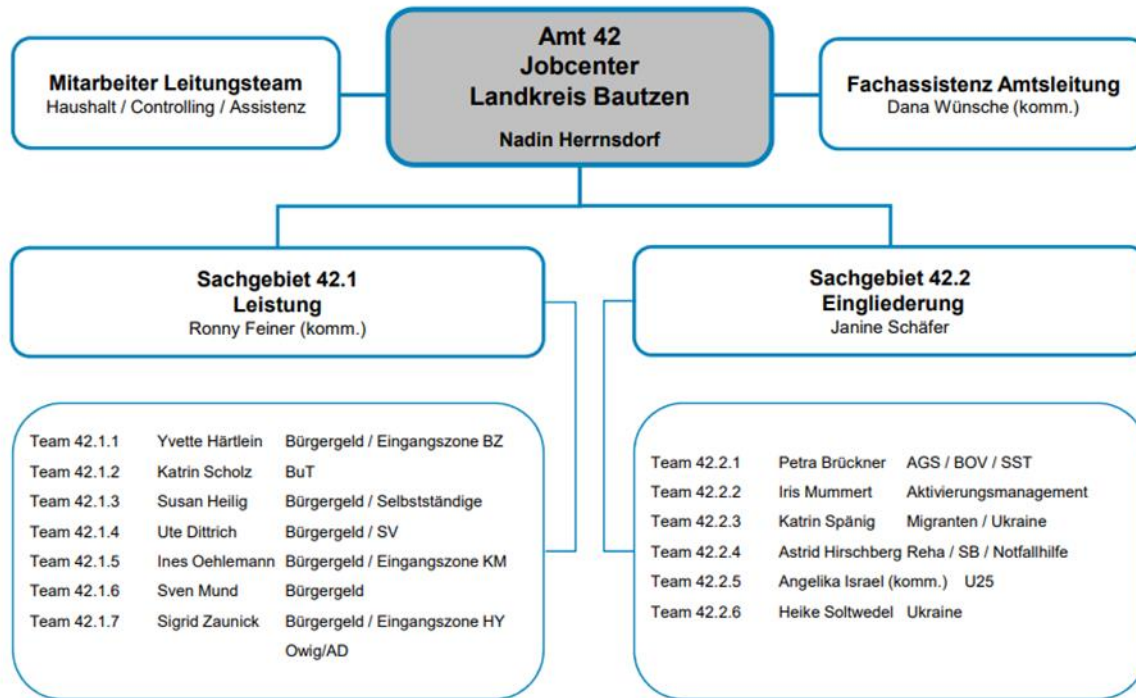 Amt 42
Jobcenter
Landkreis Bautzen
Nadin Herrnsdorf
Mitarbeiter Leitungsteam
Haushalt / Controlling / Assistenz
Fachassistenz Amtsleitung
Dana Wünsche (komm.)
Sachgebiet 42.1
Leistung
Ronny Feiner (komm.)
Team 42.1.1 Yvette Härtlein Bürgergeld / Eingangszone BZ
Team 42.1.2 Katrin Scholz BuT
Team 42.1.3 Susan Heilig Bürgergeld / Selbstständige
Team 42.1.4 Ute Dittrich Bürgergeld / SV
Team 42.1.5 Ines Oehlemann Bürgergeld / Eingangszone KM
Team 42.1.6 Sven Mund Bürgergeld
Team 42.1.7 Sigrid Zaunick Bürgergeld / Eingangszone HY
Owig/AD
Sachgebiet 42.2
Eingliederung
Janine Schäfer
Team 42.2.1 Petra Brückner AGS / BOV / SST
Team 42.2.2 Iris Mummert Aktivierungsmanagement
Team 42.2.3 Katrin Spänig Migranten / Ukraine
Team 42.2.4 Astrid Hirschberg Reha / SB / Notfallhilfe
Team 42.2.5 Angelika Israel (komm.) U25
Team 42.2.6 Heike Soltwedel Ukraine